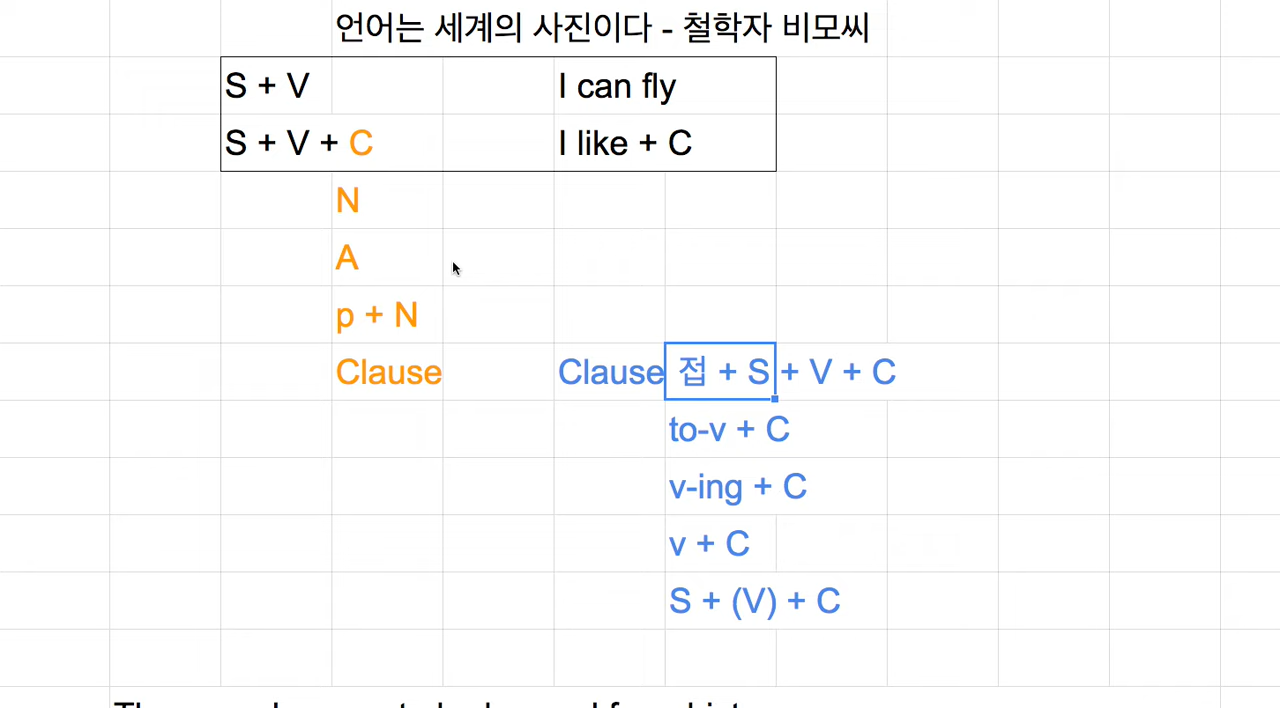 언어는 세계의 사진이다 - 철학자 비모씨
S + V I can fly
S + V + C I like + C
N
A
p + N
Clause Clause 접 + S + V + C
to-v + C
v-ing + C
v + C
S + (V) + C